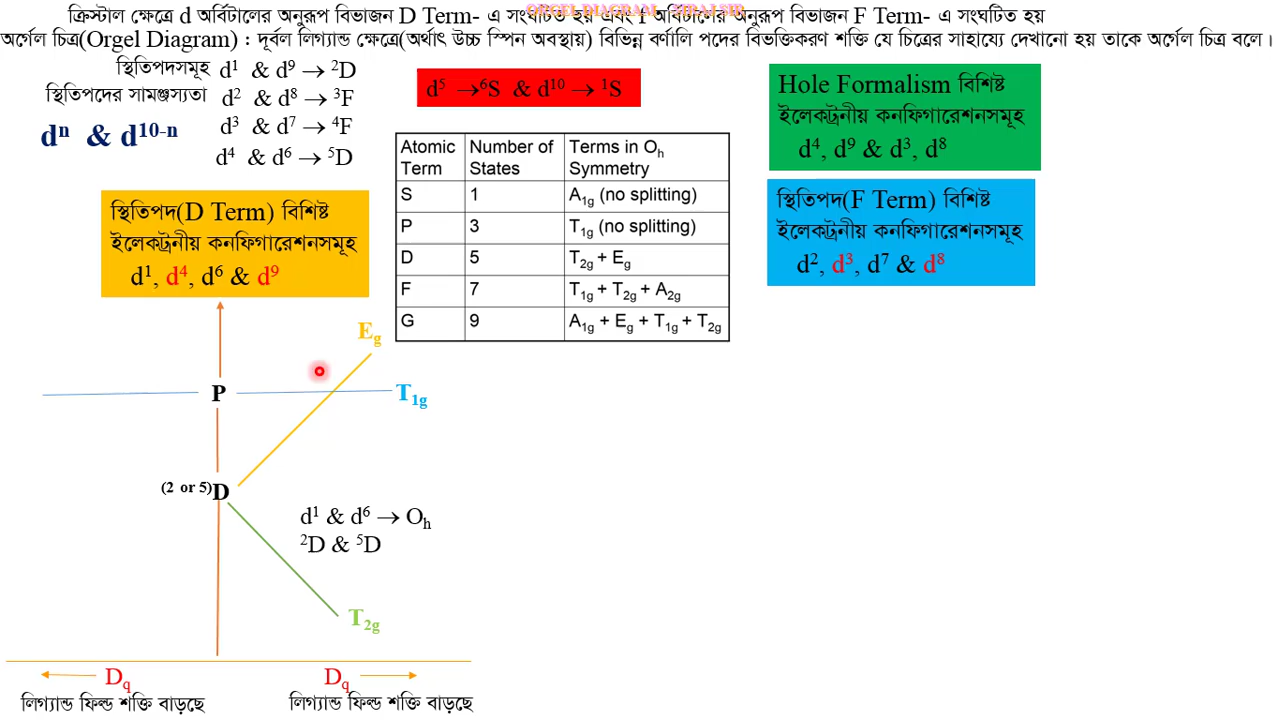 ক্রিস্টাল ক্ষেত্রে d অর্বিটালের অনুরূপ বিভাজন D Term- এ সংঘটিত হয় এবং f অর্বিটালের অনুরূপ বিভাজন F Term- এ সংঘটিত হয়
অর্গেল চিত্র(Orgel Diagram) : দূর্বল লিগ্যান্ড ক্ষেত্রে(অর্থাৎ উচ্চ স্পিন অবস্থায়) বিভিন্ন বর্ণালি পদের বিভক্তিকরণ শক্তি যে চিত্রের সাহায্যে দেখানো হয় তাকে অর্গেল চিত্র বলে।
স্থিতিপদসমূহ d¹ & d⁹ → ²D
স্থিতিপদের সামঞ্জস্যতা d² & d⁸ → ³F
dⁿ & d¹⁰⁻ⁿ
d³ & d⁷ → ⁴F
d⁴ & d⁶ → ⁵D
d⁵ →⁶S & d¹⁰ → ¹S
Hole Formalism বিশিষ্ট
ইলেকট্রনীয় কনফিগারেশনসমূহ
d⁴, d⁹ & d³, d⁸
Atomic Term Number of States Terms in Oₕ Symmetry
S 1 A₁g (no splitting)
P 3 T₁g (no splitting)
D 5 T₂g + Eg
F 7 T₁g + T₂g + A₂g
G 9 A₁g + Eg + T₁g + T₂g
স্থিতিপদ(D Term) বিশিষ্ট
ইলেকট্রনীয় কনফিগারেশনসমূহ
d¹, d⁴, d⁶ & d⁹
স্থিতিপদ(F Term) বিশিষ্ট
ইলেকট্রনীয় কনফিগারেশনসমূহ
d², d³, d⁷ & d⁸
Eg
P T₁g
(2 or 5)D
d¹ & d⁶ → Oₕ
²D & ⁵D
T₂g
Dq Dq
লিগ্যান্ড ফিল্ড শক্তি বাড়ছে লিগ্যান্ড ফিল্ড শক্তি বাড়ছে